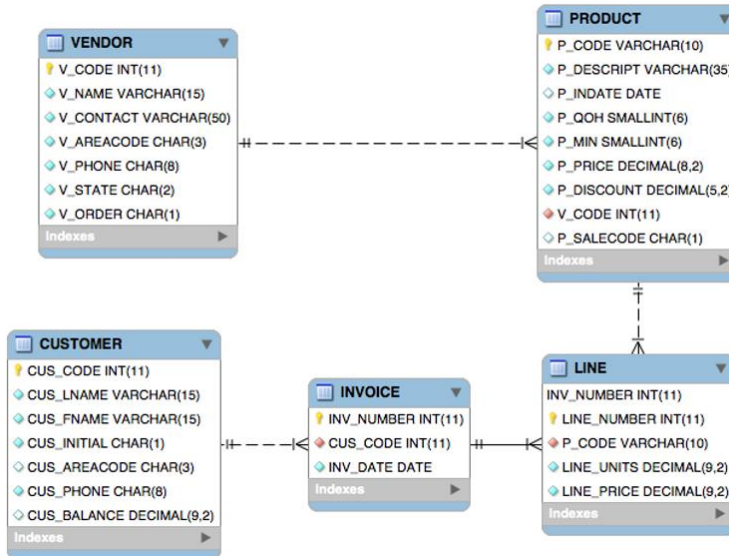 VENDOR
V_CODE INT(11)
V_NAME VARCHAR(15)
V_CONTACT VARCHAR(50)
V_AREACODE CHAR(3)
V_PHONE CHAR(8)
V_STATE CHAR(2)
V_ORDER CHAR(1)
Indexes
PRODUCT
P_CODE VARCHAR(10)
P_DESCRIPT VARCHAR(35)
P_INDATE DATE
P_QOH SMALLINT(6)
P_MIN SMALLINT(6)
P_PRICE DECIMAL(8,2)
P_DISCOUNT DECIMAL(5,2)
V_CODE INT(11)
P_SALECODE CHAR(1)
Indexes
CUSTOMER
CUS_CODE INT(11)
CUS_LNAME VARCHAR(15)
CUS_FNAME VARCHAR(15)
CUS_INITIAL CHAR(1)
CUS_AREACODE CHAR(3)
CUS_PHONE CHAR(8)
CUS_BALANCE DECIMAL(9,2)
Indexes
INVOICE
INV_NUMBER INT(11)
CUS_CODE INT(11)
INV_DATE DATE
Indexes
LINE
INV_NUMBER INT(11)
LINE_NUMBER INT(11)
P_CODE VARCHAR(10)
LINE_UNITS DECIMAL(9,2)
LINE_PRICE DECIMAL(9,2)
Indexes